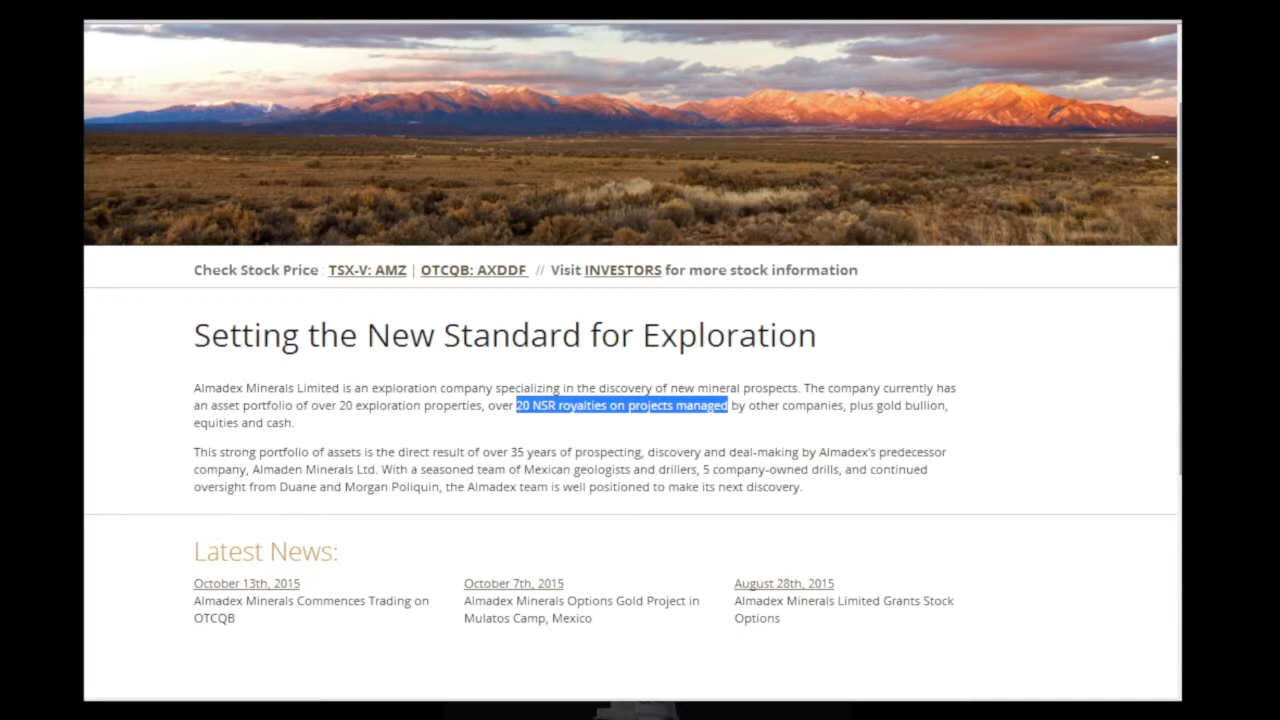 Check Stock Price : TSX-V: AMZ | OTCQB: AXDDF // Visit INVESTORS for more stock information
Setting the New Standard for Exploration
Almadex Minerals Limited is an exploration company specializing in the discovery of new mineral prospects. The company currently has
an asset portfolio of over 20 exploration properties, over 20 NSR royalties on projects managed by other companies, plus gold bullion,
equities and cash.
This strong portfolio of assets is the direct result of over 35 years of prospecting, discovery and deal-making by Almadex's predecessor
company, Almaden Minerals Ltd. With a seasoned team of Mexican geologists and drillers, 5 company-owned drills, and continued
oversight from Duane and Morgan Poliquin, the Almadex team is well positioned to make its next discovery.
Latest News:
October 13th, 2015
Almadex Minerals Commences Trading on
OTCQB
October 7th, 2015
Almadex Minerals Options Gold Project in
Mulatos Camp, Mexico
August 28th, 2015
Almadex Minerals Limited Grants Stock
Options